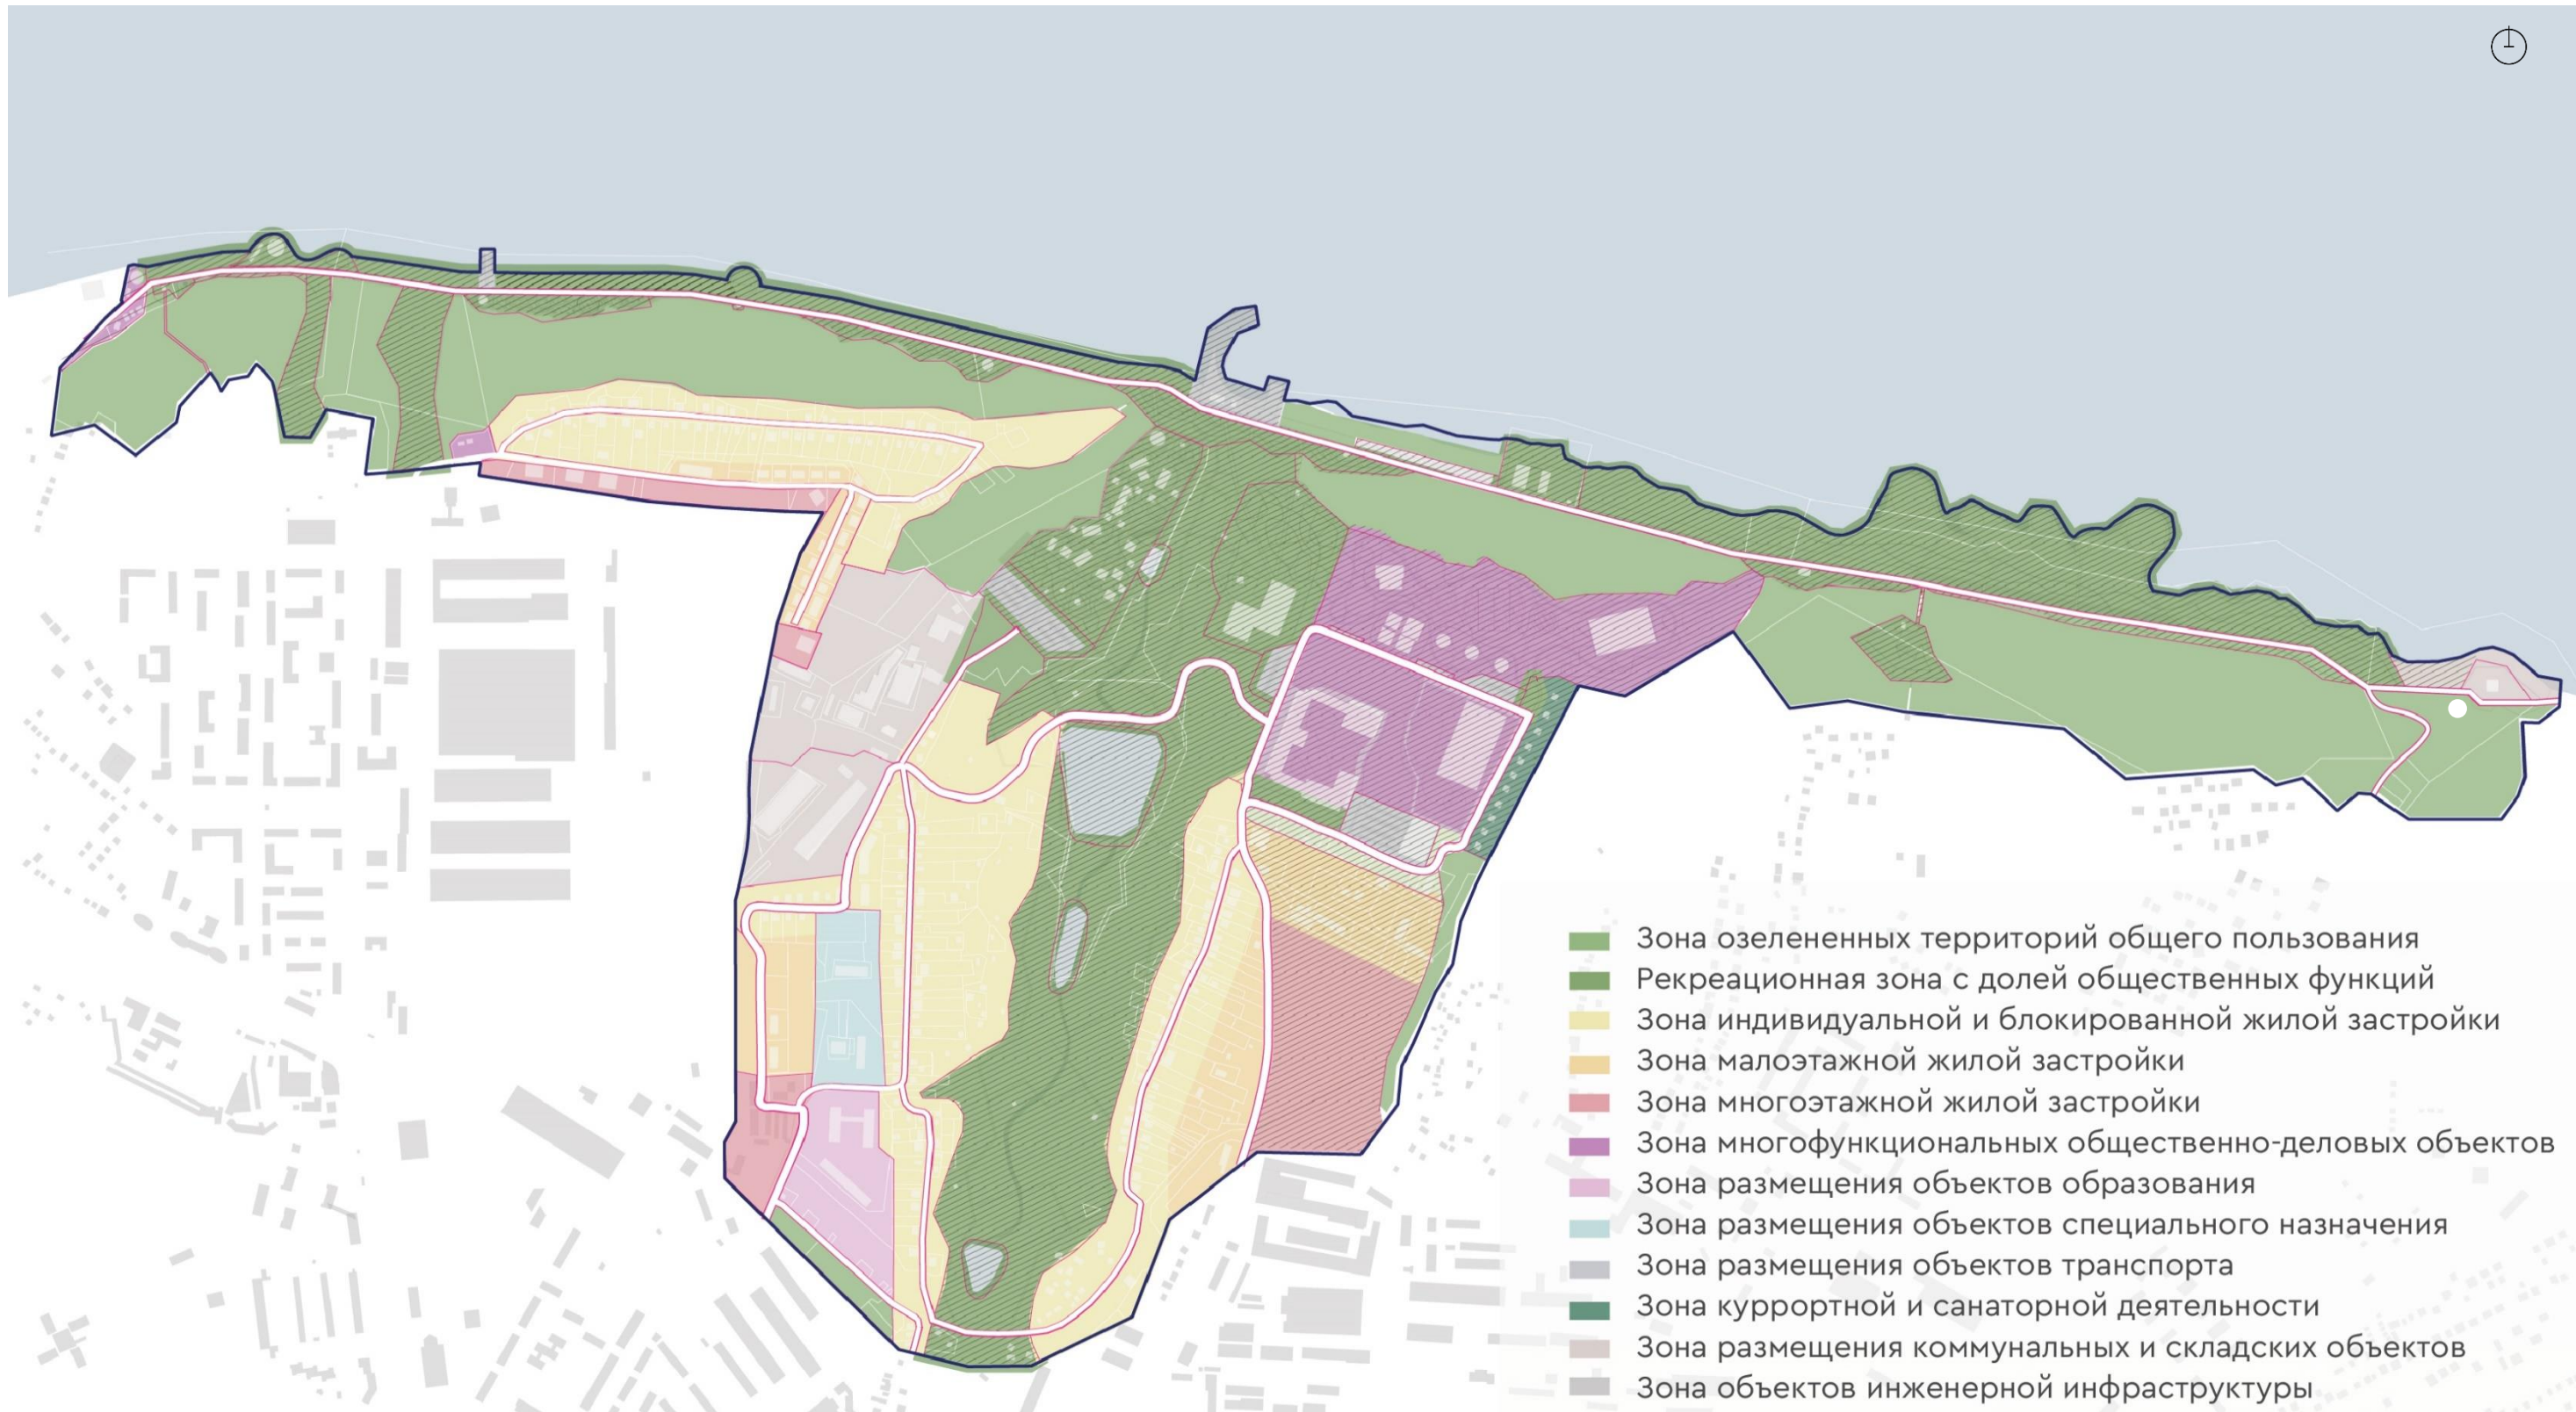 Зона озелененных территорий общего пользования
Рекреационная зона с долей общественных функций
Зона индивидуальной и блокированной жилой застройки
Зона малоэтажной жилой застройки
Зона многоэтажной жилой застройки
Зона многофункциональных общественно-деловых объектов
Зона размещения объектов образования
Зона размещения объектов специального назначения
Зона размещения объектов транспорта
Зона куррортной и санаторной деятельности
Зона размещения коммунальных и складских объектов
Зона объектов инженерной инфраструктуры